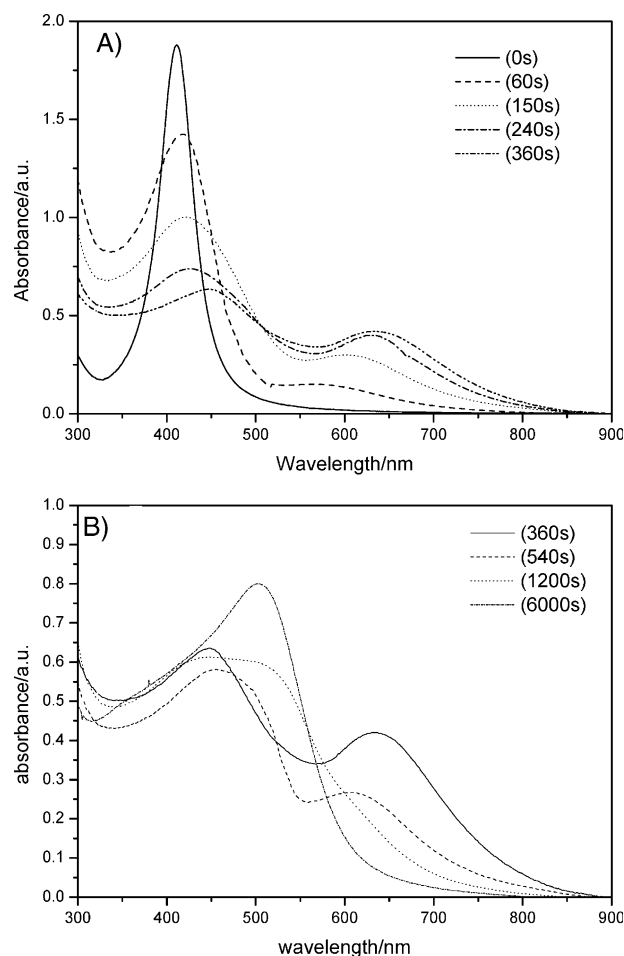 A)
2.0
1.5
1.0
0.5
0.0
Absorbance/a.u.
(0s)
(60s)
(150s)
(240s)
(360s)
300 400 500 600 700 800 900
Wavelength/nm
B)
1.0
0.9
0.8
0.7
0.6
0.5
0.4
0.3
0.2
0.1
0.0
absorbance/a.u.
(360s)
(540s)
(1200s)
(6000s)
300 400 500 600 700 800 900
wavelength/nm